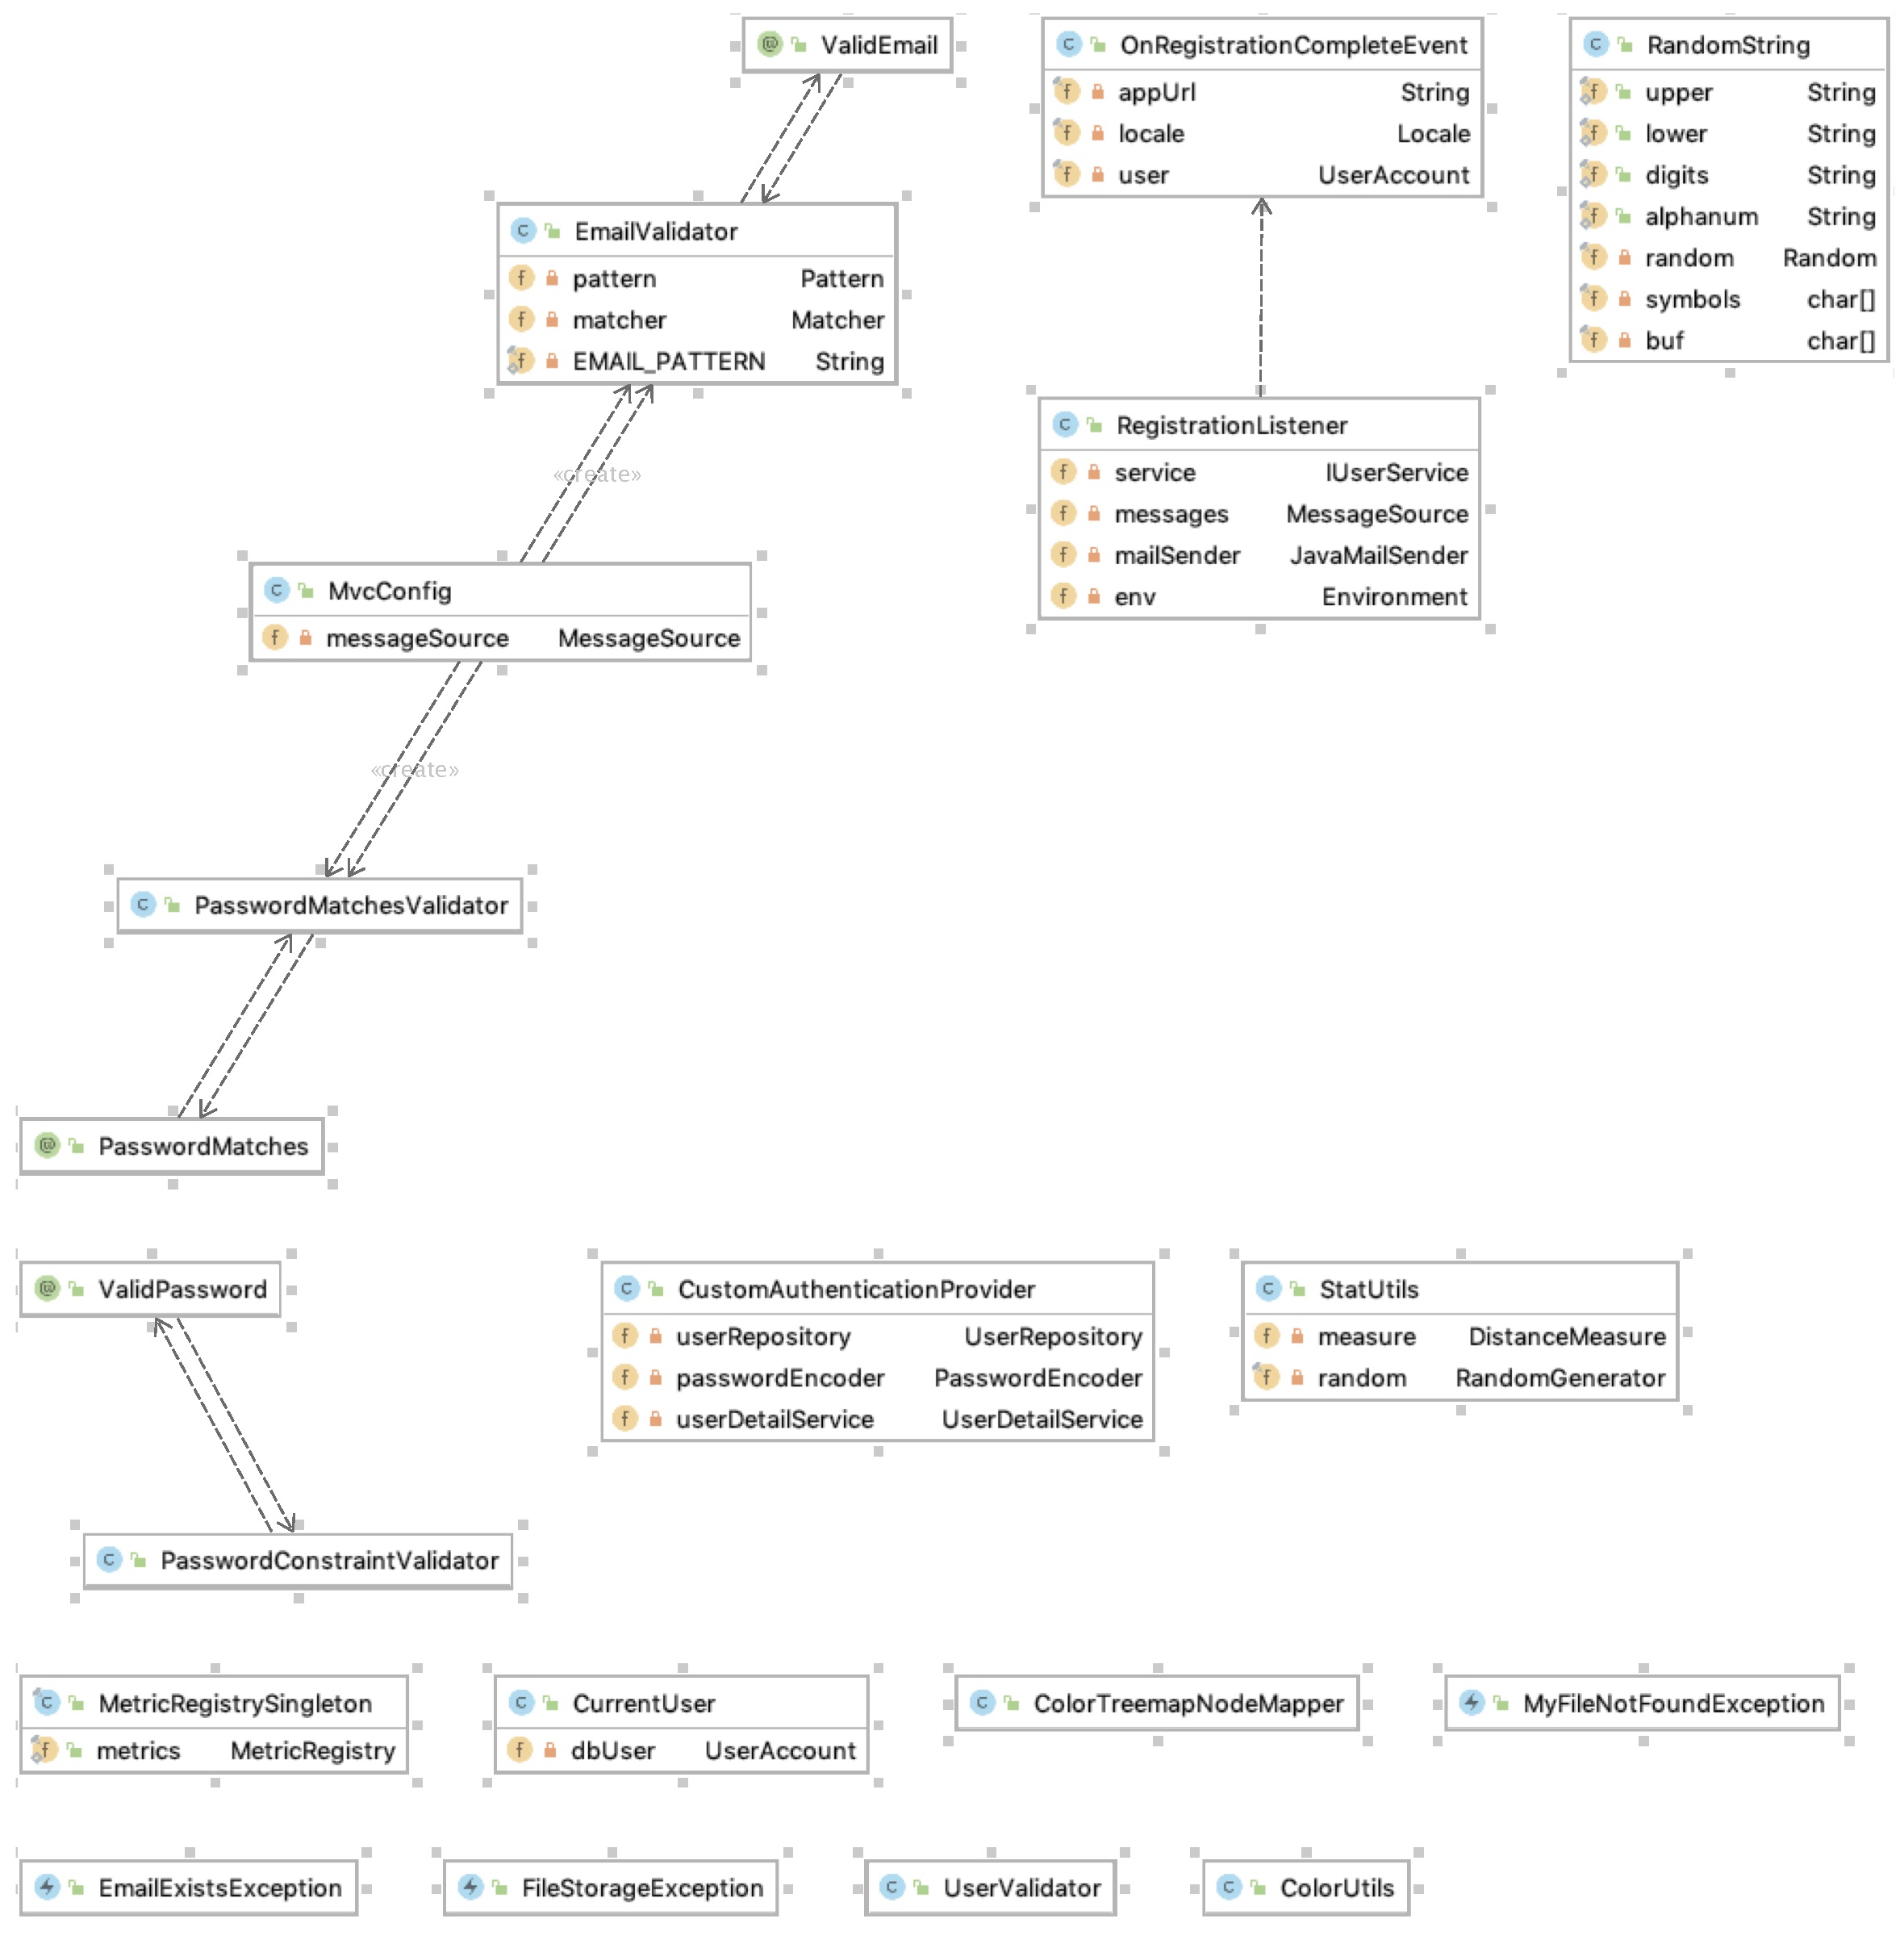 ValidEmail
OnRegistrationCompleteEvent
appUrl String
locale Locale
user UserAccount
RandomString
upper String
lower String
digits String
alphanum String
random Random
symbols char[]
buf char[]
EmailValidator
pattern Pattern
matcher Matcher
EMAIL_PATTERN String
RegistrationListener
service IUserService
messages MessageSource
mailSender JavaMailSender
env Environment
«create»
MvcConfig
messageSource MessageSource
«create»
PasswordMatchesValidator
PasswordMatches
ValidPassword
CustomAuthenticationProvider
userRepository UserRepository
passwordEncoder PasswordEncoder
userDetailService UserDetailService
StatUtils
measure DistanceMeasure
random RandomGenerator
PasswordConstraintValidator
MetricRegistrySingleton
metrics MetricRegistry
CurrentUser
dbUser UserAccount
ColorTreemapNodeMapper
MyFileNotFoundException
EmailExistsException
FileStorageException
UserValidator
ColorUtils